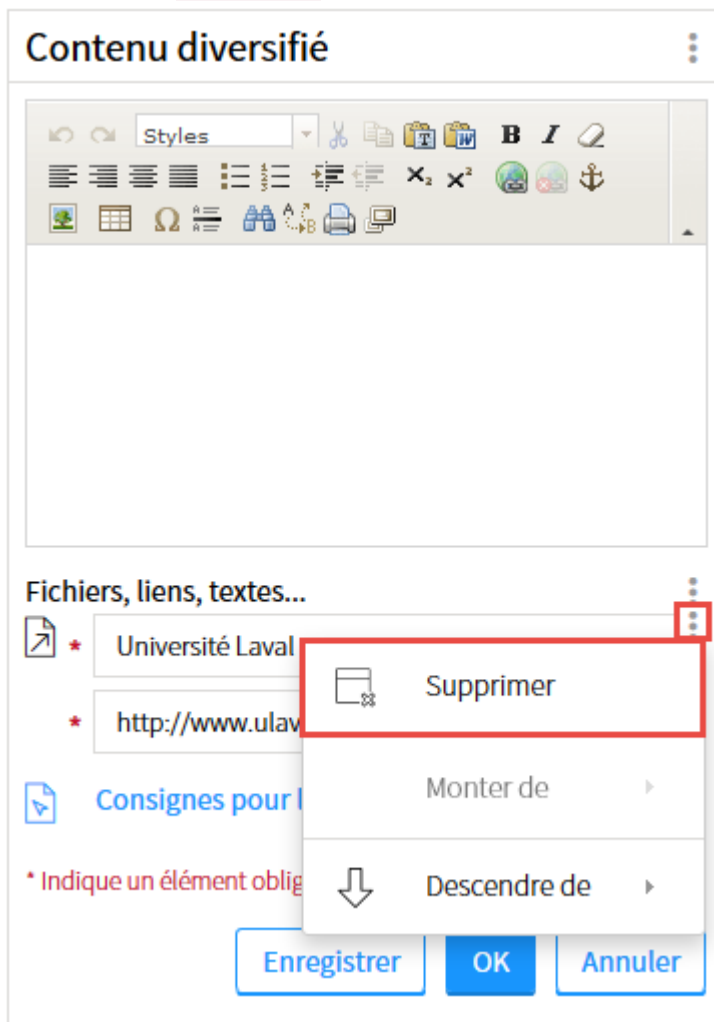 Contenu diversifié
Styles
Fichiers, liens, textes...
* Université Laval
Supprimer
* http://www.ulav
Monter de
Consignes pour l
* Indique un élément oblig
Descendre de
Enregistrer OK Annuler